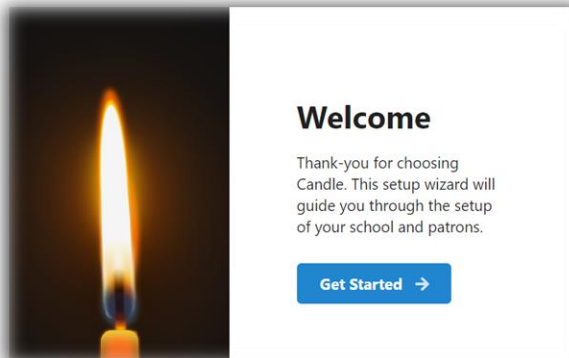 Welcome
Thank-you for choosing
Candle. This setup wizard will
guide you through the setup
of your school and patrons.
Get Started →